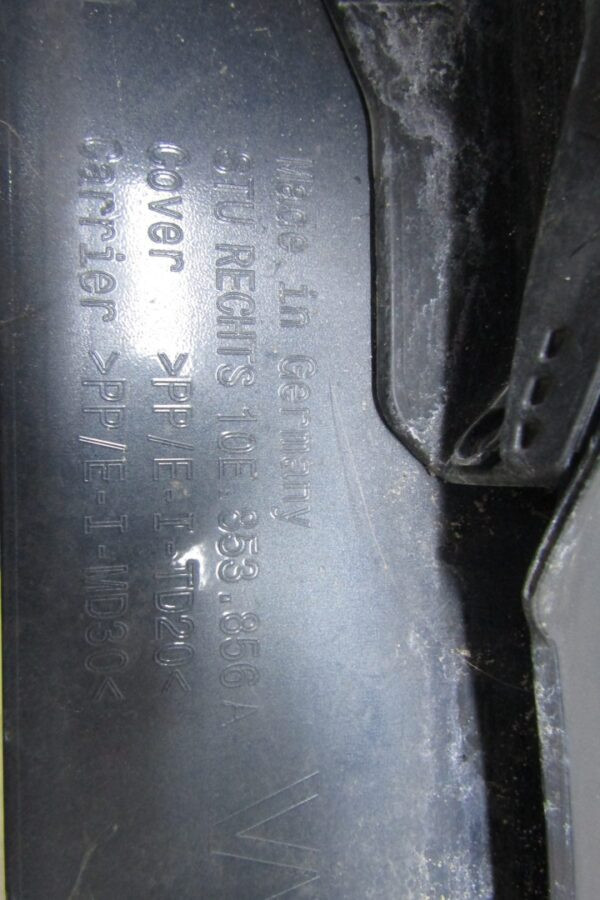 Made in Germany
STU RECHTS 10E.853.856 A
Cover >PP/E-I-TD20<
Carrier >PP/E-I-MD30<